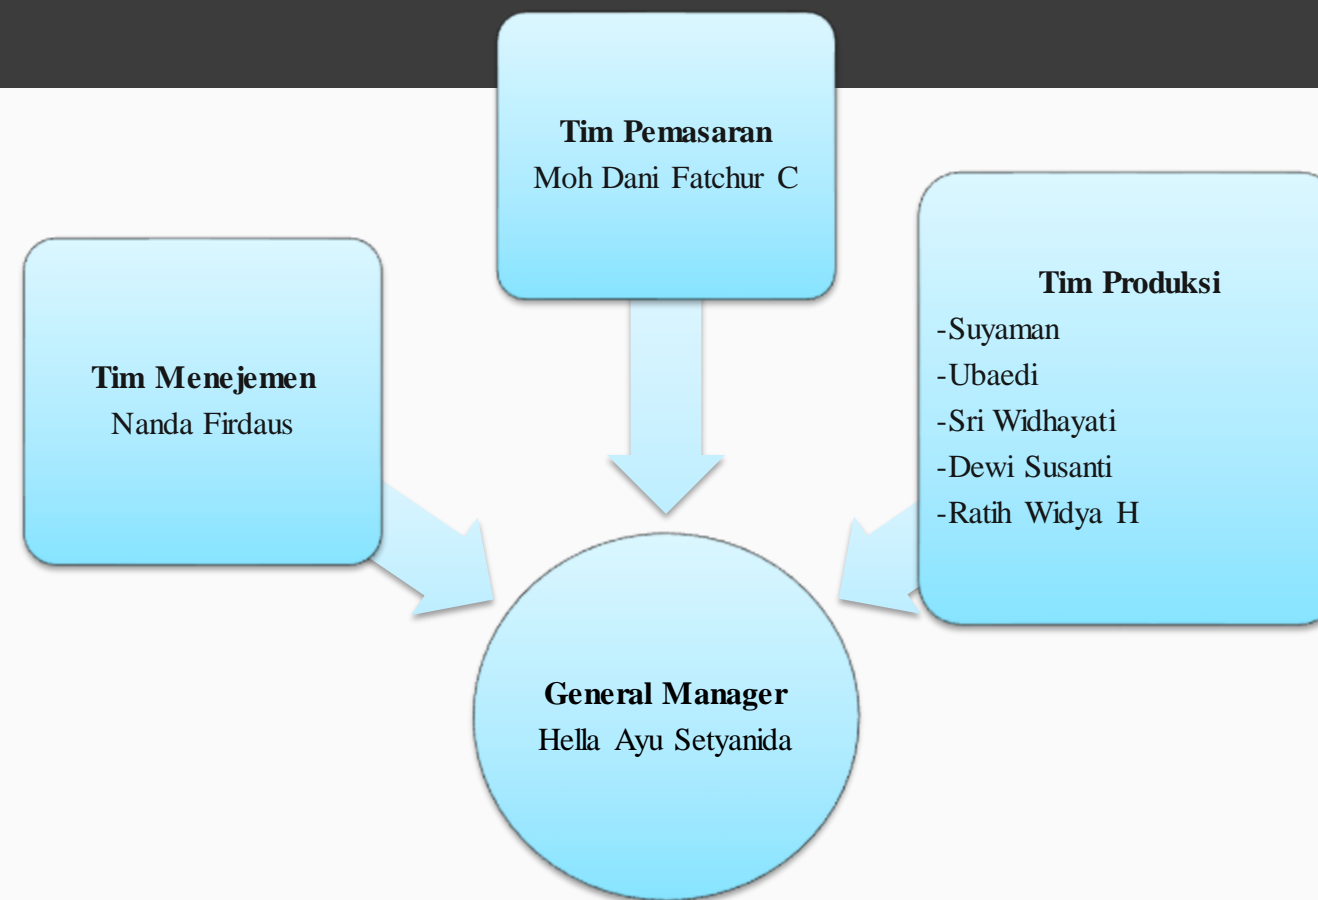 Tim Pemasaran
Moh Dani Fatchur C
Tim Menejemen
Nanda Firdaus
Tim Produksi
-Suyaman
-Ubaedi
-Sri Widhayati
-Dewi Susanti
-Ratih Widya H
General Manager
Hella Ayu Setyanida